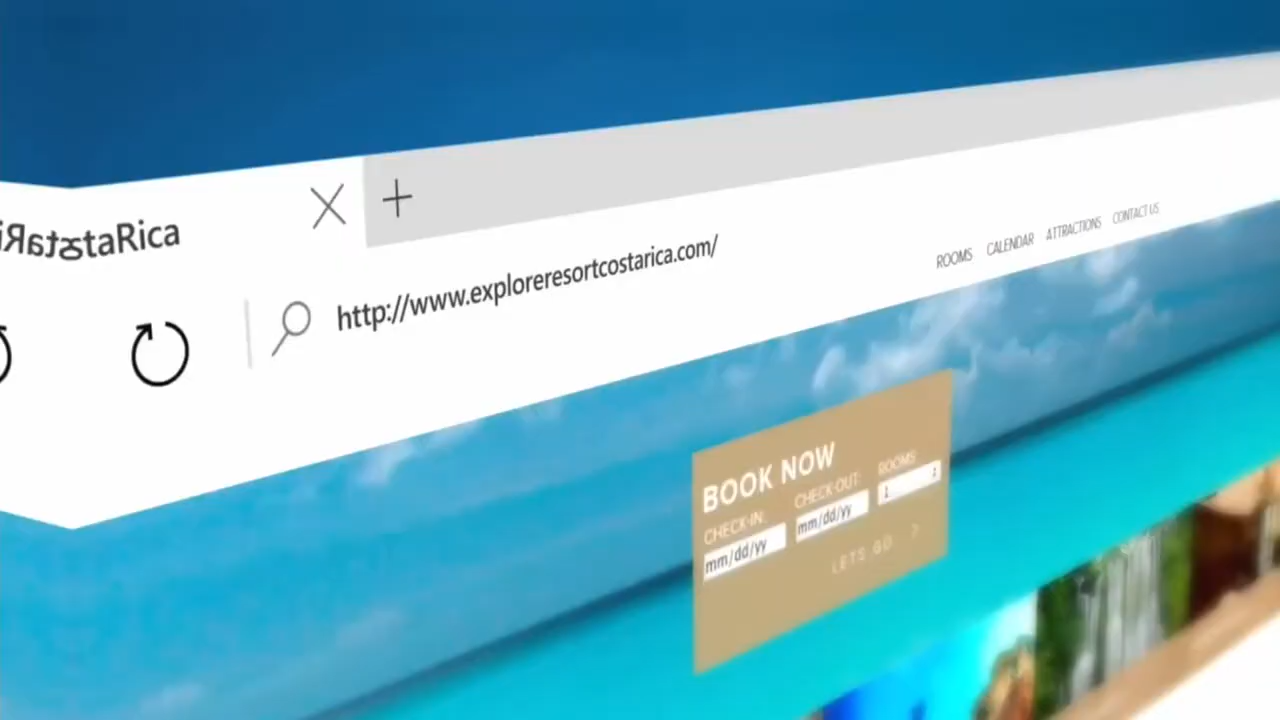 staRica
http://www.exploreresortcostarica.com/
ROOMS CALENDAR ATTRACTIONS CONTACT US
BOOK NOW
CHECK-IN: CHECK-OUT: ROOMS:
mm/dd/yy mm/dd/yy 1
LETS GO >